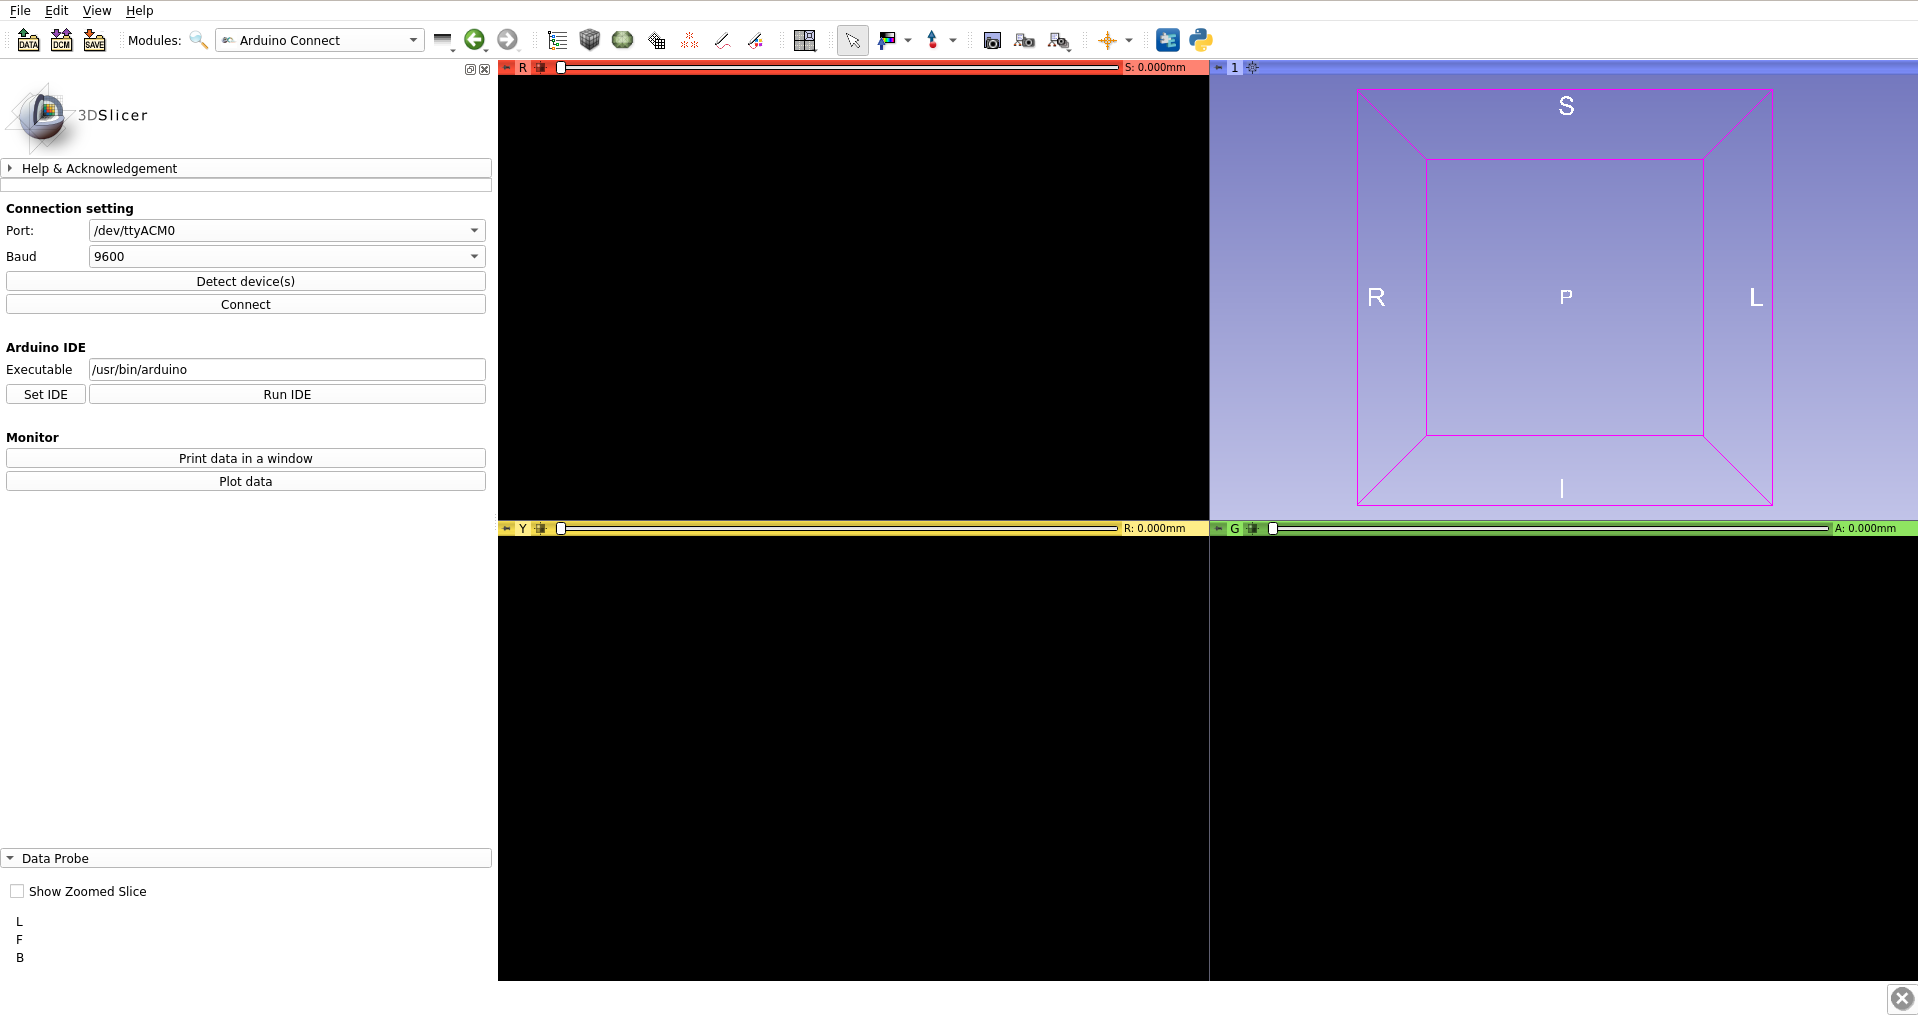 File Edit View Help
DATA DCM SAVE Modules: Arduino Connect
3DSlicer
Help & Acknowledgement
Connection setting
Port: /dev/ttyACM0
Baud 9600
Detect device(s)
Connect
Arduino IDE
Executable /usr/bin/arduino
Set IDE Run IDE
Monitor
Print data in a window
Plot data
Data Probe
Show Zoomed Slice
L
F
B
R S: 0.000mm
1
S
R P L
I
Y R: 0.000mm
G A: 0.000mm